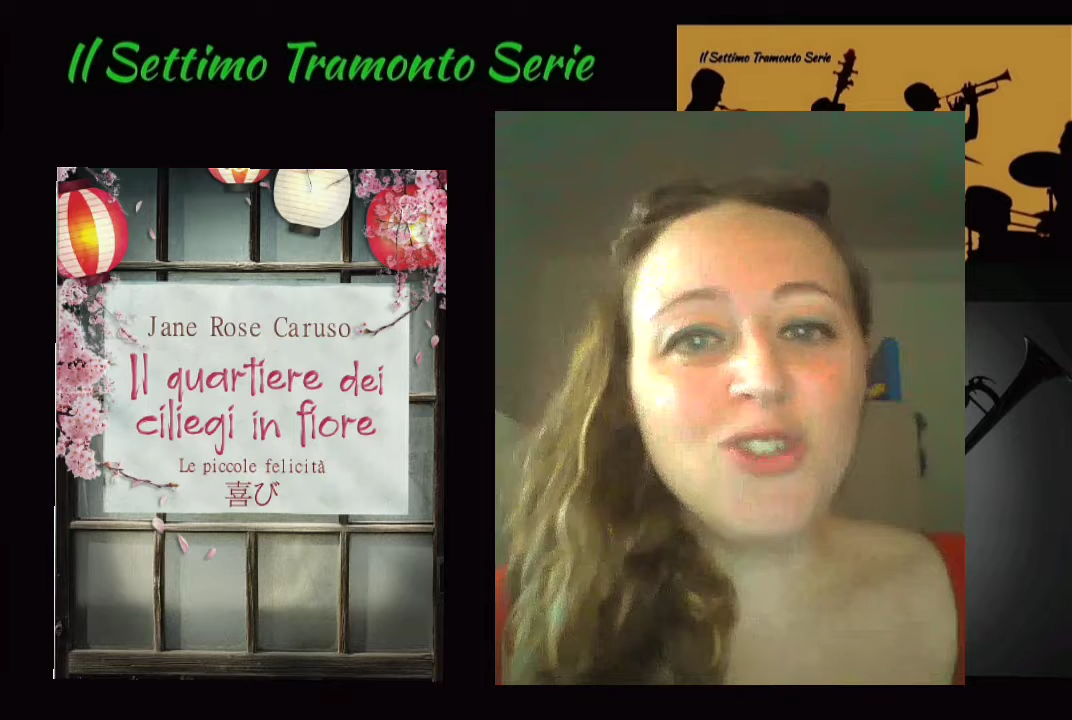 Il Settimo Tramonto Serie
Il Settimo Tramonto Serie
Jane Rose Caruso
Il quartiere dei
ciliegi in fiore
Le piccole felicità
喜び